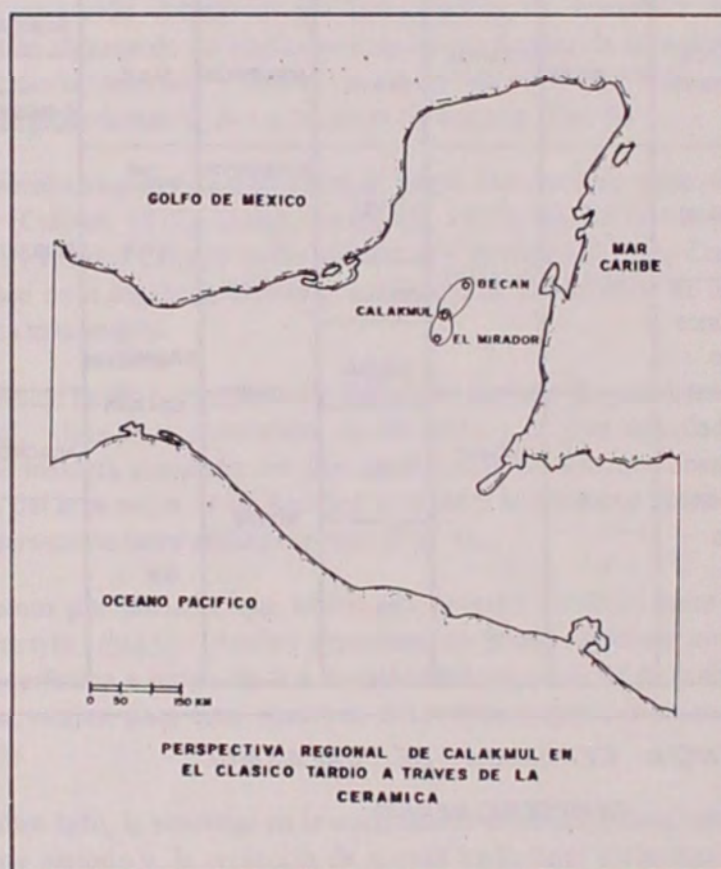 GOLFO DE MEXICO
MAR
CARIBE
BECAN
CALAKMUL
EL MIRADOR
OCEANO PACIFICO
0 50 150 KM
PERSPECTIVA REGIONAL DE CALAKMUL EN
EL CLASICO TARDIO A TRAVES DE LA
CERAMICA